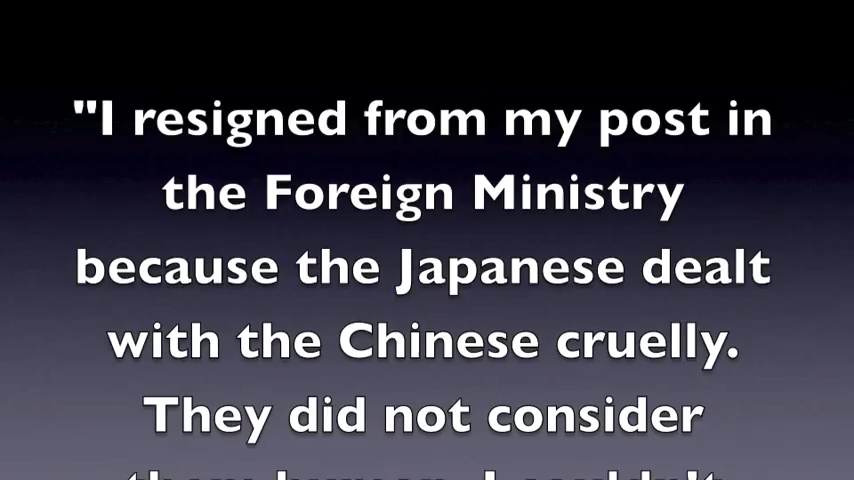 "I resigned from my post in
the Foreign Ministry
because the Japanese dealt
with the Chinese cruelly.
They did not consider